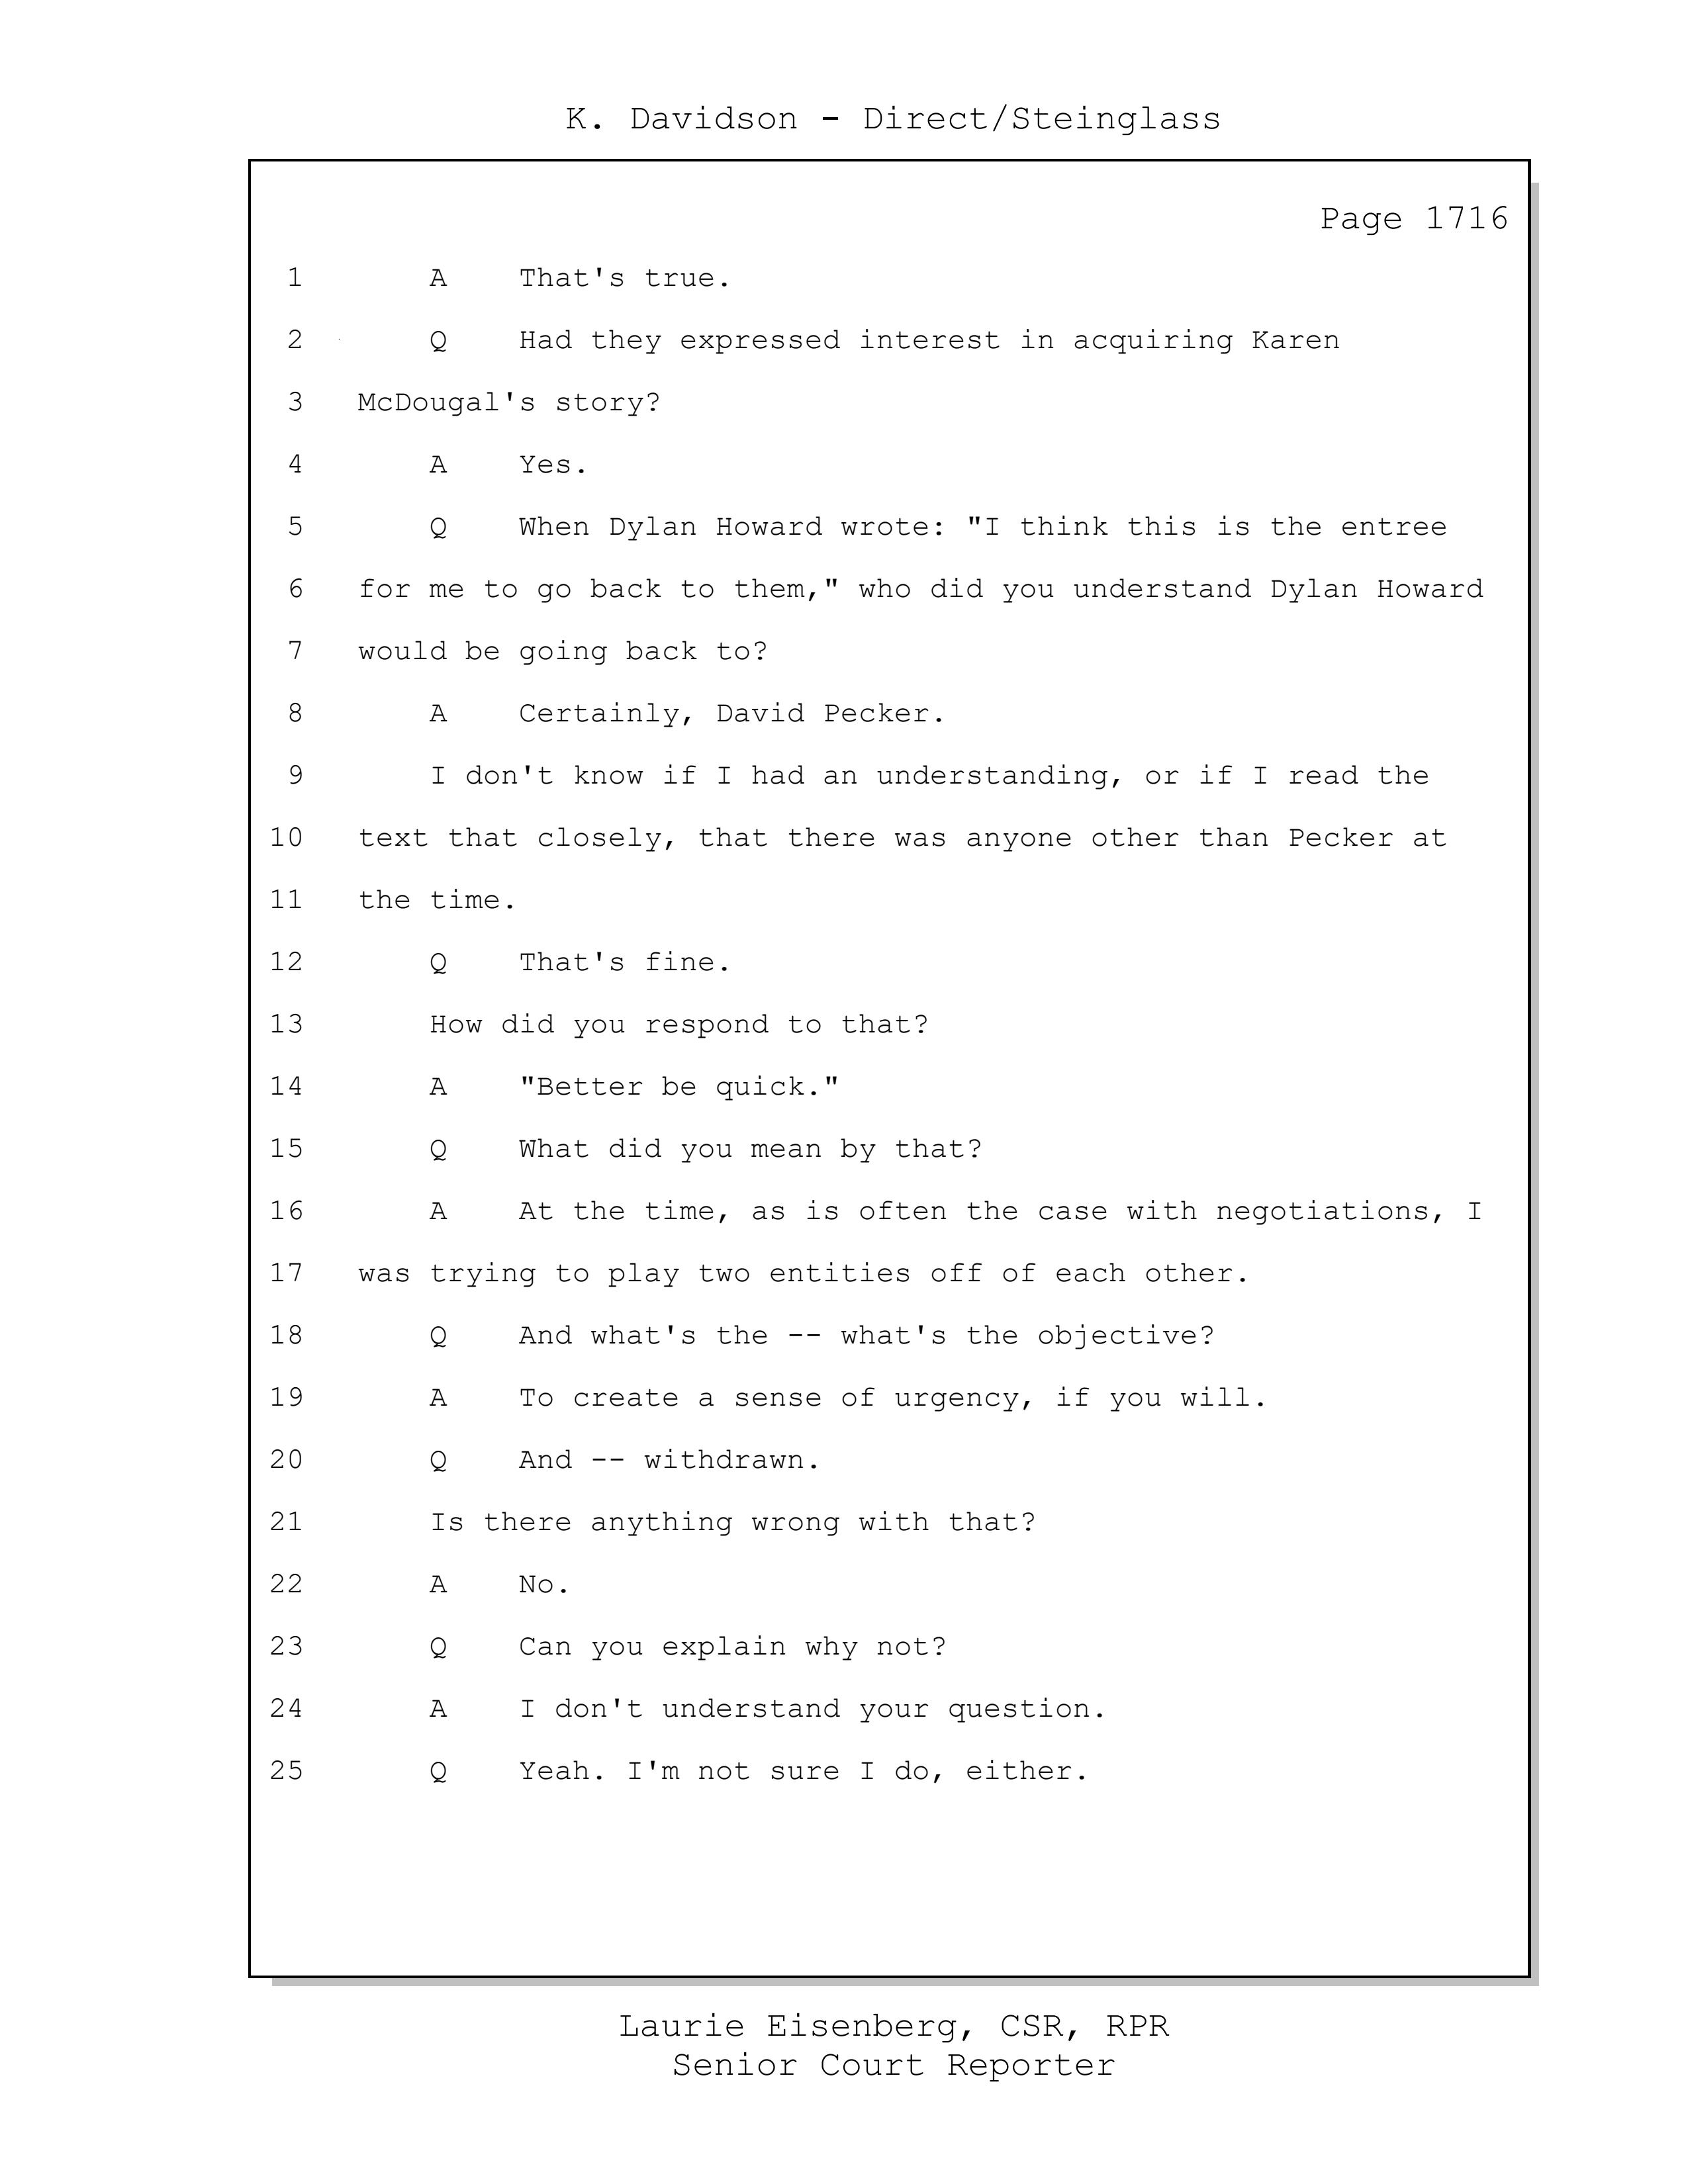 K. Davidson - Direct/Steinglass
Page 1716
1 A That's true.
2 Q Had they expressed interest in acquiring Karen
3 McDougal's story?
4 A Yes.
5 Q When Dylan Howard wrote: "I think this is the entree
6 for me to go back to them," who did you understand Dylan Howard
7 would be going back to?
8 A Certainly, David Pecker.
9 I don't know if I had an understanding, or if I read the
10 text that closely, that there was anyone other than Pecker at
11 the time.
12 Q That's fine.
13 How did you respond to that?
14 A "Better be quick."
15 Q What did you mean by that?
16 A At the time, as is often the case with negotiations, I
17 was trying to play two entities off of each other.
18 Q And what's the -- what's the objective?
19 A To create a sense of urgency, if you will.
20 Q And -- withdrawn.
21 Is there anything wrong with that?
22 A No.
23 Q Can you explain why not?
24 A I don't understand your question.
25 Q Yeah. I'm not sure I do, either.
Laurie Eisenberg, CSR, RPR
Senior Court Reporter